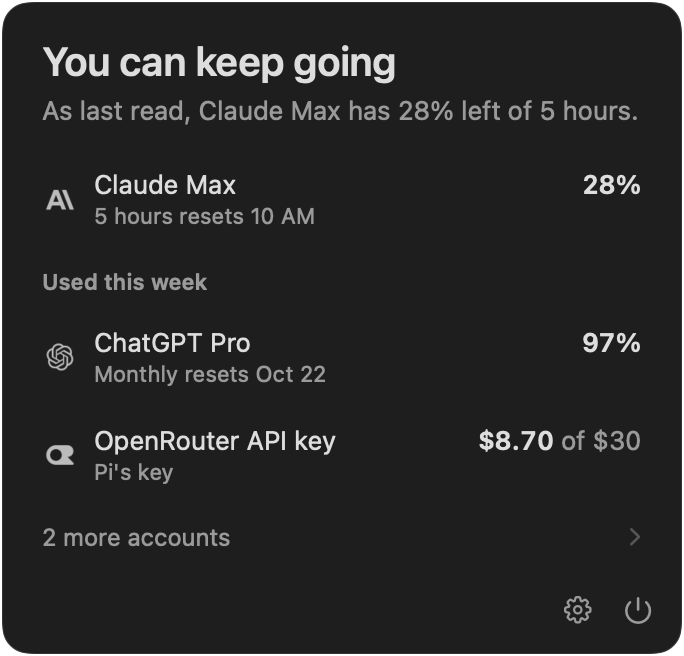 You can keep going
As last read, Claude Max has 28% left of 5 hours.
Claude Max 28%
5 hours resets 10 AM
Used this week
ChatGPT Pro 97%
Monthly resets Oct 22
OpenRouter API key $8.70 of $30
Pi's key
2 more accounts